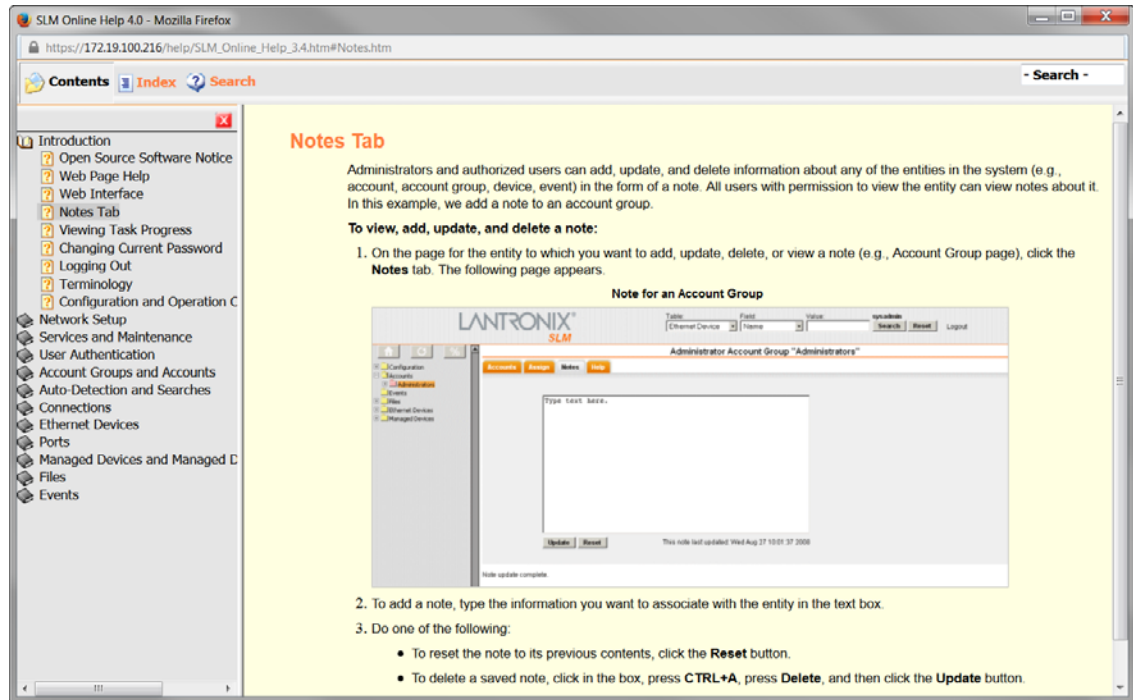 SLM Online Help 4.0 - Mozilla Firefox
https://172.19.100.216/help/SLM_Online_Help_3.4.htm#Notes.htm
Contents Index Search
- Search -
Introduction
Open Source Software Notice
Web Page Help
Web Interface
Notes Tab
Viewing Task Progress
Changing Current Password
Logging Out
Terminology
Configuration and Operation C
Network Setup
Services and Maintenance
User Authentication
Account Groups and Accounts
Auto-Detection and Searches
Connections
Ethernet Devices
Ports
Managed Devices and Managed D
Files
Events
Notes Tab
Administrators and authorized users can add, update, and delete information about any of the entities in the system (e.g.,
account, account group, device, event) in the form of a note. All users with permission to view the entity can view notes about it.
In this example, we add a note to an account group.
To view, add, update, and delete a note:
1. On the page for the entity to which you want to add, update, delete, or view a note (e.g., Account Group page), click the
Notes tab. The following page appears.
Note for an Account Group
LANTRONIX®
SLM
Table: Field: Value: sysadmin
Ethernet Device Name Search Reset Logout
Administrator Account Group "Administrators"
Accounts Assign Notes Help
Configuration
Accounts
Administrators
Events
Files
Ethernet Devices
Managed Devices
Type text here.
Update Reset This note last updated: Wed Aug 27 10:01:37 2008
Note update complete.
2. To add a note, type the information you want to associate with the entity in the text box.
3. Do one of the following:
• To reset the note to its previous contents, click the Reset button.
• To delete a saved note, click in the box, press CTRL+A, press Delete, and then click the Update button.